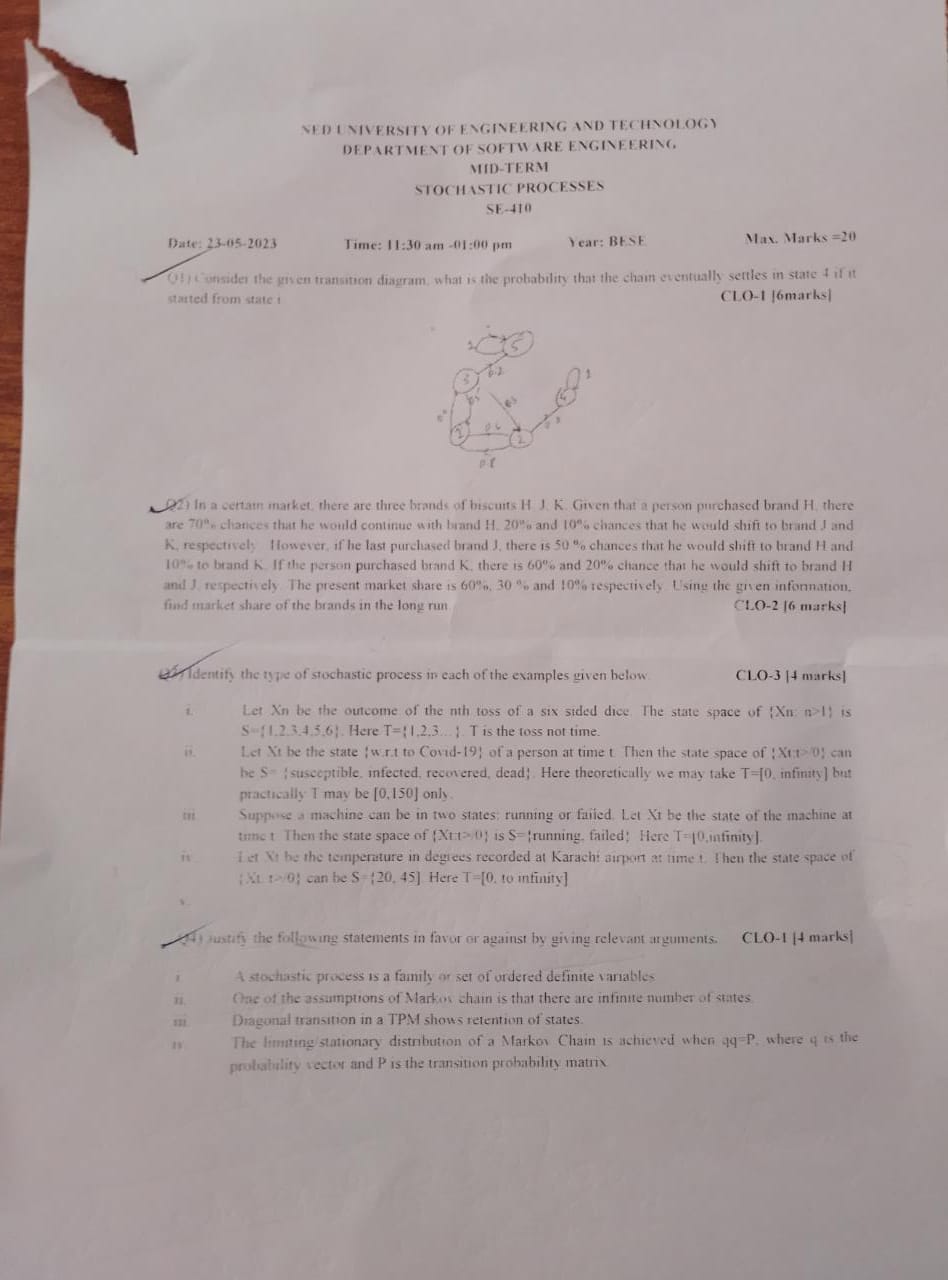 NED UNIVERSITY OF ENGINEERING AND TECHNOLOGY
DEPARTMENT OF SOFTWARE ENGINEERING
MID-TERM
STOCHASTIC PROCESSES
SE-410
Date: 23-05-2023 Time: 11:30 am -01:00 pm Year: BESE Max. Marks =20
Q1) Consider the given transition diagram, what is the probability that the chain eventually settles in state 4 if it
started from state i CLO-1 [6marks]
1 5
0.2
3 1
4
0.6
2
0.8
Q2) In a certain market, there are three brands of biscuits H, J, K. Given that a person purchased brand H, there
are 70% chances that he would continue with brand H, 20% and 10% chances that he would shift to brand J and
K, respectively. However, if he last purchased brand J, there is 50 % chances that he would shift to brand H and
10% to brand K. If the person purchased brand K, there is 60% and 20% chance that he would shift to brand H
and J, respectively. The present market share is 60%, 30 % and 10% respectively. Using the given information,
find market share of the brands in the long run. CLO-2 [6 marks]
Identify the type of stochastic process in each of the examples given below. CLO-3 [4 marks]
i. Let Xn be the outcome of the nth toss of a six sided dice. The state space of {Xn: n>1} is
S={1,2,3,4,5,6}. Here T={1,2,3...}. T is the toss not time.
ii. Let Xt be the state {w.r.t to Covid-19} of a person at time t. Then the state space of {Xt:t>/0} can
be S= {susceptible, infected, recovered, dead}. Here theoretically we may take T=[0, infinity] but
practically T may be [0,150] only.
iii Suppose a machine can be in two states; running or failed. Let Xt be the state of the machine at
time t. Then the state space of {Xt:t>/0} is S={running, failed} Here T=[0,infinity].
iv Let Xt be the temperature in degrees recorded at Karachi airport at time t. Then the state space of
{Xt, t>/0} can be S={20, 45]. Here T=[0, to infinity]
v.
Q4) Justify the following statements in favor or against by giving relevant arguments. CLO-1 [4 marks]
i A stochastic process is a family or set of ordered definite variables
ii. One of the assumptions of Markov chain is that there are infinite number of states.
iii Diagonal transition in a TPM shows retention of states.
iv The limiting/stationary distribution of a Markov Chain is achieved when qq=P, where q is the
probability vector and P is the transition probability matrix.